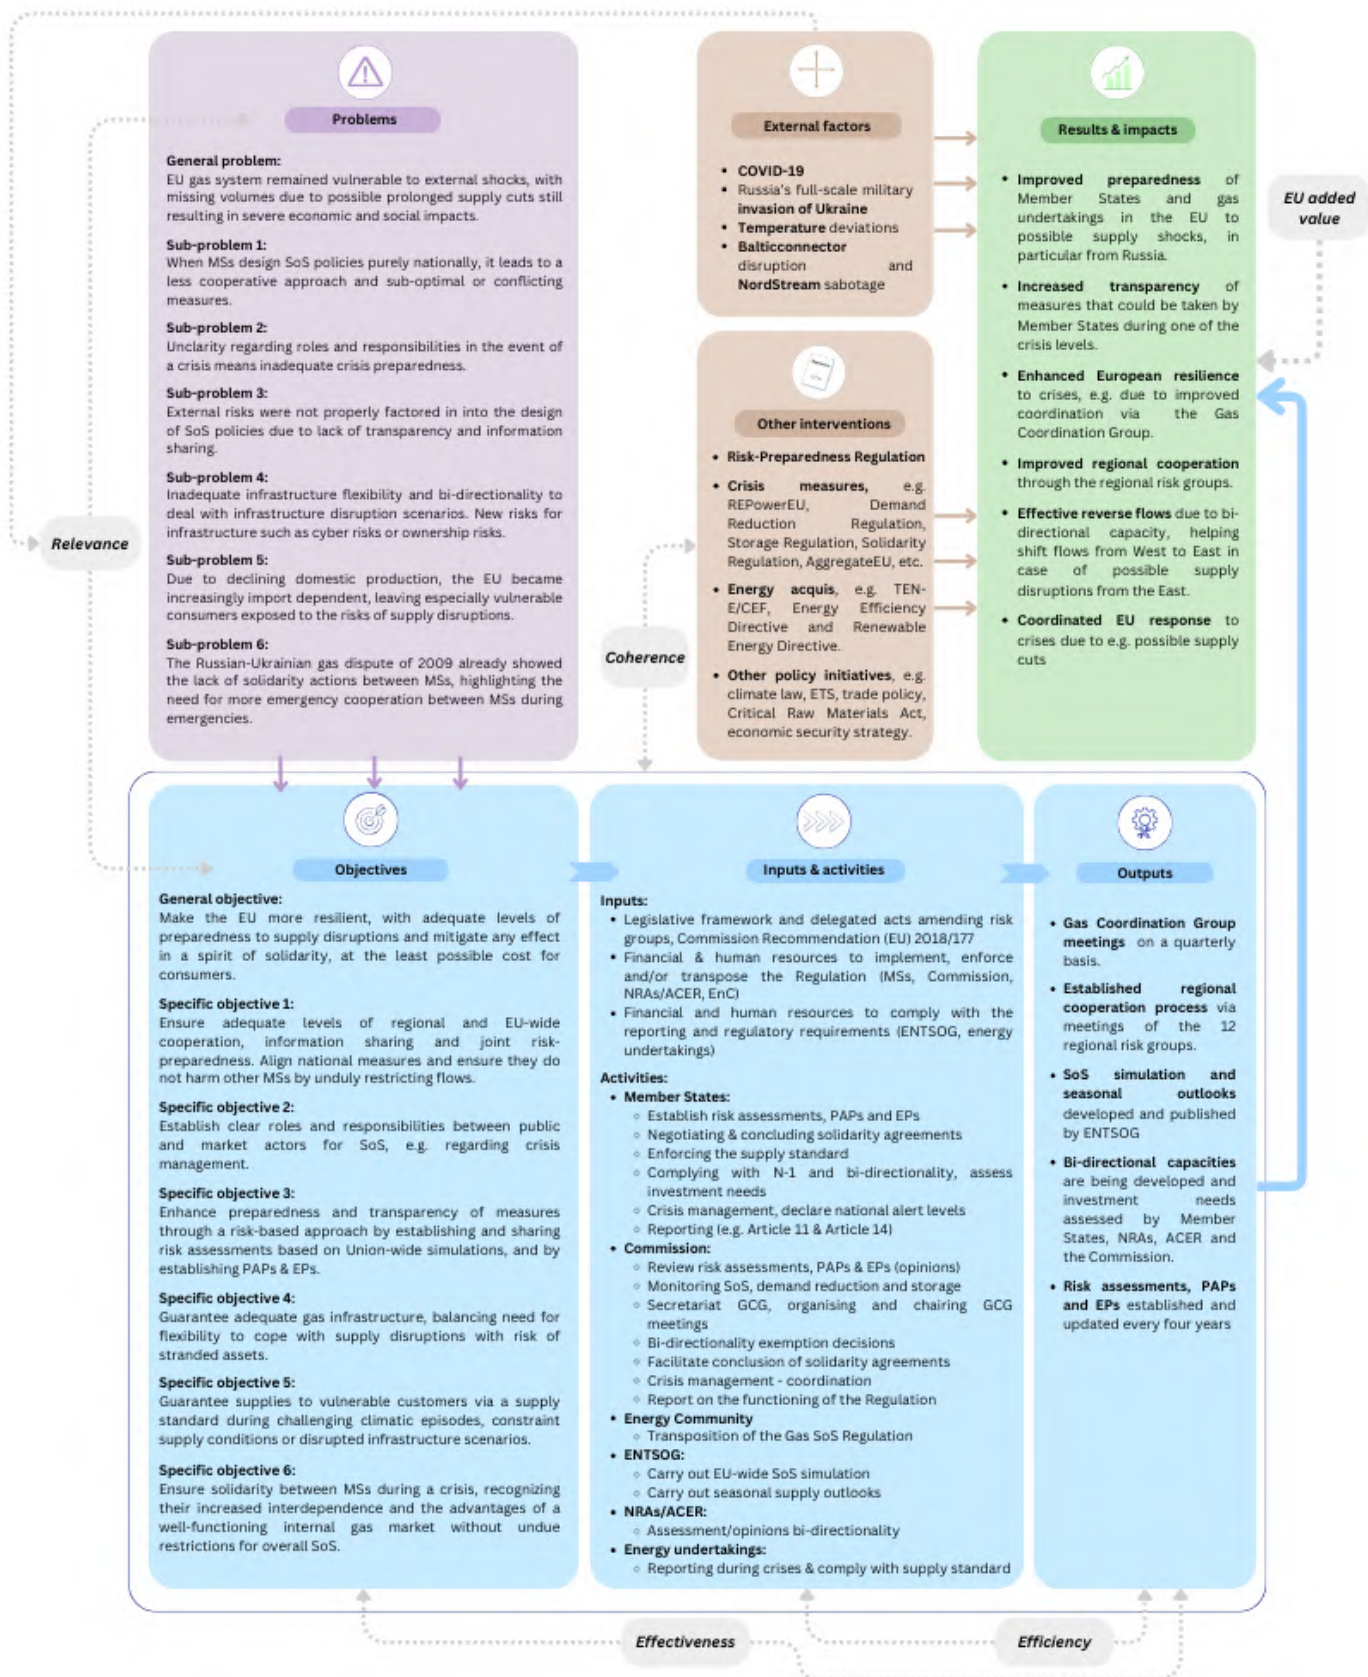 Problems
General problem:
EU gas system remained vulnerable to external shocks, with
missing volumes due to possible prolonged supply cuts still
resulting in severe economic and social impacts.
Sub-problem 1:
When MSs design SoS policies purely nationally, it leads to a
less cooperative approach and sub-optimal or conflicting
measures.
Sub-problem 2:
Unclarity regarding roles and responsibilities in the event of
a crisis means inadequate crisis preparedness.
Sub-problem 3:
External risks were not properly factored in into the design
of SoS policies due to lack of transparency and information
sharing.
Sub-problem 4:
Inadequate infrastructure flexibility and bi-directionality to
deal with infrastructure disruption scenarios. New risks for
infrastructure such as cyber risks or ownership risks.
Sub-problem 5:
Due to declining domestic production, the EU became
increasingly import dependent, leaving especially vulnerable
consumers exposed to the risks of supply disruptions.
Sub-problem 6:
The Russian-Ukrainian gas dispute of 2009 already showed
the lack of solidarity actions between MSs, highlighting the
need for more emergency cooperation between MSs during
emergencies.
External factors
• COVID-19
• Russia's full-scale military
invasion of Ukraine
• Temperature deviations
• Balticconnector
disruption and
NordStream sabotage
Other interventions
• Risk-Preparedness Regulation
• Crisis measures, e.g.
REPowerEU, Demand
Reduction Regulation,
Storage Regulation, Solidarity
Regulation, AggregateEU, etc.
• Energy acquis, e.g. TEN-
E/CEF, Energy Efficiency
Directive and Renewable
Energy Directive.
• Other policy initiatives, e.g.
climate law, ETS, trade policy,
Critical Raw Materials Act,
economic security strategy.
Results & impacts
• Improved preparedness of
Member States and gas
undertakings in the EU to
possible supply shocks, in
particular from Russia.
• Increased transparency of
measures that could be taken by
Member States during one of the
crisis levels.
• Enhanced European resilience
to crises, e.g. due to improved
coordination via the Gas
Coordination Group.
• Improved regional cooperation
through the regional risk groups.
• Effective reverse flows due to bi-
directional capacity, helping
shift flows from West to East in
case of possible supply
disruptions from the East.
• Coordinated EU response to
crises due to e.g. possible supply
cuts
EU added
value
Relevance
Coherence
Objectives
General objective:
Make the EU more resilient, with adequate levels of
preparedness to supply disruptions and mitigate any effect
in a spirit of solidarity, at the least possible cost for
consumers.
Specific objective 1:
Ensure adequate levels of regional and EU-wide
cooperation, information sharing and joint risk-
preparedness. Align national measures and ensure they do
not harm other MSs by unduly restricting flows.
Specific objective 2:
Establish clear roles and responsibilities between public
and market actors for SoS, e.g. regarding crisis
management.
Specific objective 3:
Enhance preparedness and transparency of measures
through a risk-based approach by establishing and sharing
risk assessments based on Union-wide simulations, and by
establishing PAPs & EPs.
Specific objective 4:
Guarantee adequate gas infrastructure, balancing need for
flexibility to cope with supply disruptions with risk of
stranded assets.
Specific objective 5:
Guarantee supplies to vulnerable customers via a supply
standard during challenging climatic episodes, constraint
supply conditions or disrupted infrastructure scenarios.
Specific objective 6:
Ensure solidarity between MSs during a crisis, recognizing
their increased interdependence and the advantages of a
well-functioning internal gas market without undue
restrictions for overall SoS.
Inputs & activities
Inputs:
• Legislative framework and delegated acts amending risk
groups, Commission Recommendation (EU) 2018/177
• Financial & human resources to implement, enforce
and/or transpose the Regulation (MSs, Commission,
NRAs/ACER, EnC)
• Financial and human resources to comply with the
reporting and regulatory requirements (ENTSOG, energy
undertakings)
Activities:
• Member States:
◦ Establish risk assessments, PAPs and EPs
◦ Negotiating & concluding solidarity agreements
◦ Enforcing the supply standard
◦ Complying with N-1 and bi-directionality, assess
investment needs
◦ Crisis management, declare national alert levels
◦ Reporting (e.g. Article 11 & Article 14)
• Commission:
◦ Review risk assessments, PAPs & EPs (opinions)
◦ Monitoring SoS, demand reduction and storage
◦ Secretariat GCG, organising and chairing GCG
meetings
◦ Bi-directionality exemption decisions
◦ Facilitate conclusion of solidarity agreements
◦ Crisis management - coordination
◦ Report on the functioning of the Regulation
• Energy Community
◦ Transposition of the Gas SoS Regulation
• ENTSOG:
◦ Carry out EU-wide SoS simulation
◦ Carry out seasonal supply outlooks
• NRAs/ACER:
◦ Assessment/opinions bi-directionality
• Energy undertakings:
◦ Reporting during crises & comply with supply standard
Outputs
• Gas Coordination Group
meetings on a quarterly
basis.
• Established regional
cooperation process via
meetings of the 12
regional risk groups.
• SoS simulation and
seasonal outlooks
developed and published
by ENTSOG
• Bi-directional capacities
are being developed and
investment needs
assessed by Member
States, NRAs, ACER and
the Commission.
• Risk assessments, PAPs
and EPs established and
updated every four years
Effectiveness
Efficiency